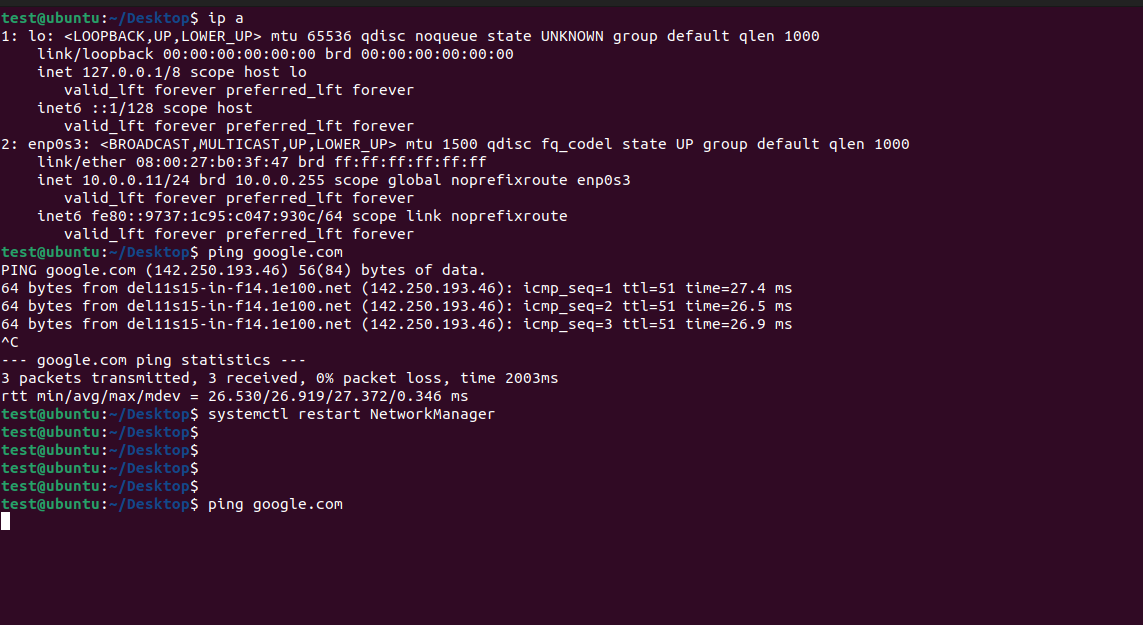 test@ubuntu:~/Desktop$ ip a
1: lo: <LOOPBACK,UP,LOWER_UP> mtu 65536 qdisc noqueue state UNKNOWN group default qlen 1000
    link/loopback 00:00:00:00:00:00 brd 00:00:00:00:00:00
    inet 127.0.0.1/8 scope host lo
       valid_lft forever preferred_lft forever
    inet6 ::1/128 scope host
       valid_lft forever preferred_lft forever
2: enp0s3: <BROADCAST,MULTICAST,UP,LOWER_UP> mtu 1500 qdisc fq_codel state UP group default qlen 1000
    link/ether 08:00:27:b0:3f:47 brd ff:ff:ff:ff:ff:ff
    inet 10.0.0.11/24 brd 10.0.0.255 scope global noprefixroute enp0s3
       valid_lft forever preferred_lft forever
    inet6 fe80::9737:1c95:c047:930c/64 scope link noprefixroute
       valid_lft forever preferred_lft forever
test@ubuntu:~/Desktop$ ping google.com
PING google.com (142.250.193.46) 56(84) bytes of data.
64 bytes from del11s15-in-f14.1e100.net (142.250.193.46): icmp_seq=1 ttl=51 time=27.4 ms
64 bytes from del11s15-in-f14.1e100.net (142.250.193.46): icmp_seq=2 ttl=51 time=26.5 ms
64 bytes from del11s15-in-f14.1e100.net (142.250.193.46): icmp_seq=3 ttl=51 time=26.9 ms
^C
--- google.com ping statistics ---
3 packets transmitted, 3 received, 0% packet loss, time 2003ms
rtt min/avg/max/mdev = 26.530/26.919/27.372/0.346 ms
test@ubuntu:~/Desktop$ systemctl restart NetworkManager
test@ubuntu:~/Desktop$
test@ubuntu:~/Desktop$
test@ubuntu:~/Desktop$
test@ubuntu:~/Desktop$
test@ubuntu:~/Desktop$ ping google.com